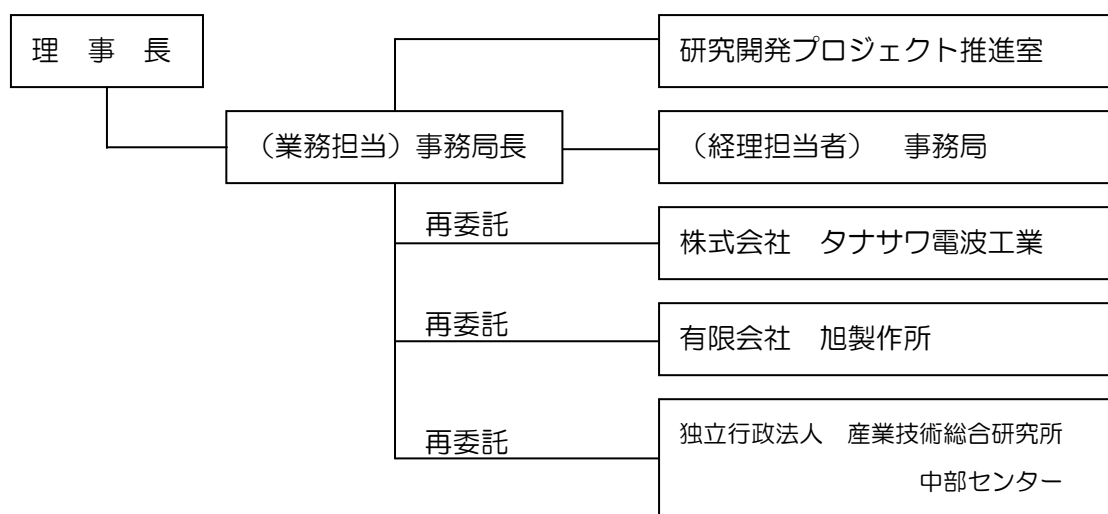 理　事　長
研究開発プロジェクト推進室
（業務担当）事務局長
（経理担当者）　事務局
再委託
株式会社　タナサワ電波工業
再委託
有限会社　旭製作所
再委託
独立行政法人　産業技術総合研究所
中部センター